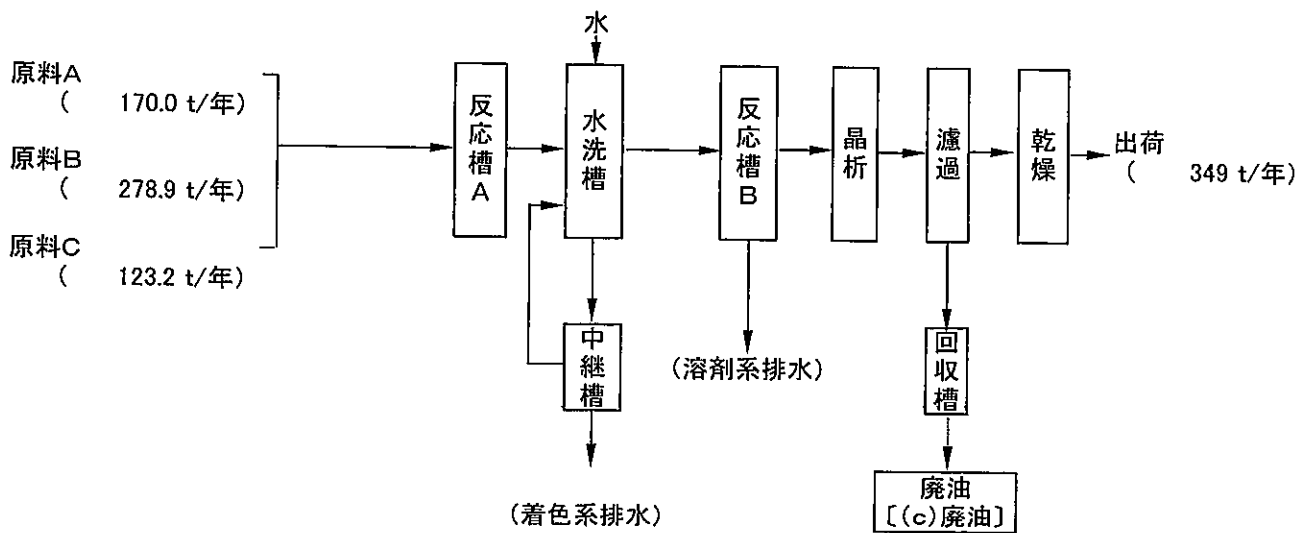 水
原料A
( 170.0 t/年)
原料B
( 278.9 t/年)
原料C
( 123.2 t/年)
反応槽A
水洗槽
反応槽B
晶析
濾過
乾燥
出荷
( 349 t/年)
中継槽
(溶剤系排水)
回収槽
(着色系排水)
廃油
[(c)廃油]